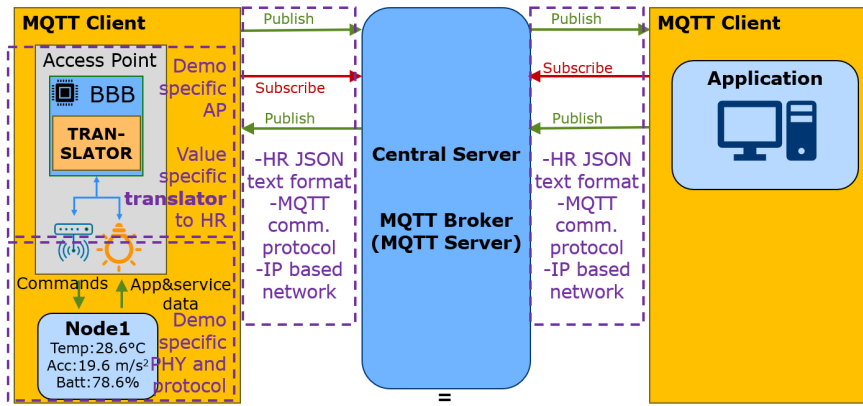 MQTT Client
Access Point
BBB
TRAN-
SLATOR
Demo
specific
AP
Value
specific
translator
to HR
Commands
App&service
data
Node1
Temp:28.6°C
Acc:19.6 m/s²
Batt:78.6%
Demo
specific
PHY and
protocol
Publish
Subscribe
Publish
-HR JSON
text format
-MQTT
comm.
protocol
-IP based
network
Central Server
MQTT Broker
(MQTT Server)
=
Publish
Subscribe
Publish
-HR JSON
text format
-MQTT
comm.
protocol
-IP based
network
MQTT Client
Application